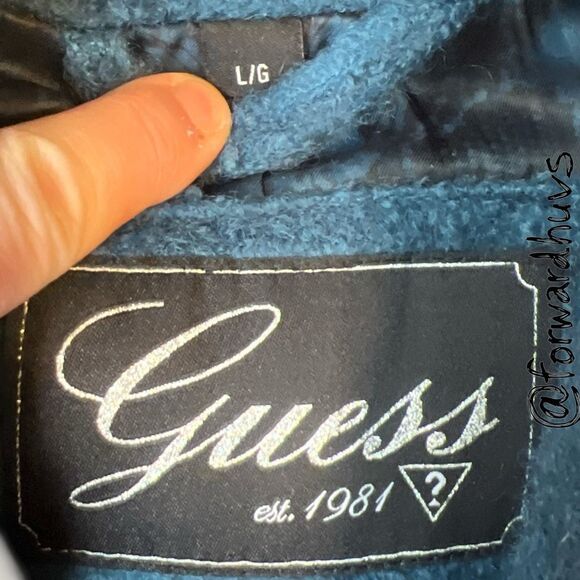 L/G
Guess
est. 1981 ?
@forwardhuvs